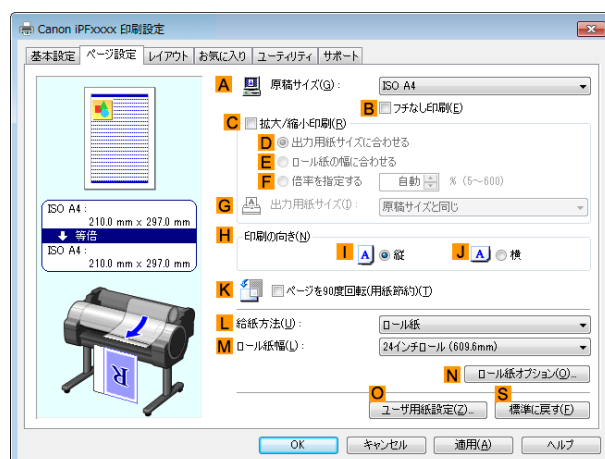 Canon iPFxxxx 印刷設定
基本設定 ページ設定 レイアウト お気に入り ユーティリティ サポート
A 原稿サイズ(G): ISO A4
B フチなし印刷(E)
C 拡大/縮小印刷(R)
D 出力用紙サイズに合わせる
E ロール紙の幅に合わせる
F 倍率を指定する 自動 % (5～600)
G A 出力用紙サイズ(I): 原稿サイズと同じ
ISO A4:
210.0 mm x 297.0 mm
等倍
ISO A4:
210.0 mm x 297.0 mm
H 印刷の向き(N)
I A 縦 J A 横
K ページを90度回転(用紙節約)(T)
L 給紙方法(U): ロール紙
M ロール紙幅(L): 24インチロール (609.6mm)
N ロール紙オプション(O)...
O S
ユーザ用紙設定(Z)... 標準に戻す(F)
R
OK キャンセル 適用(A) ヘルプ